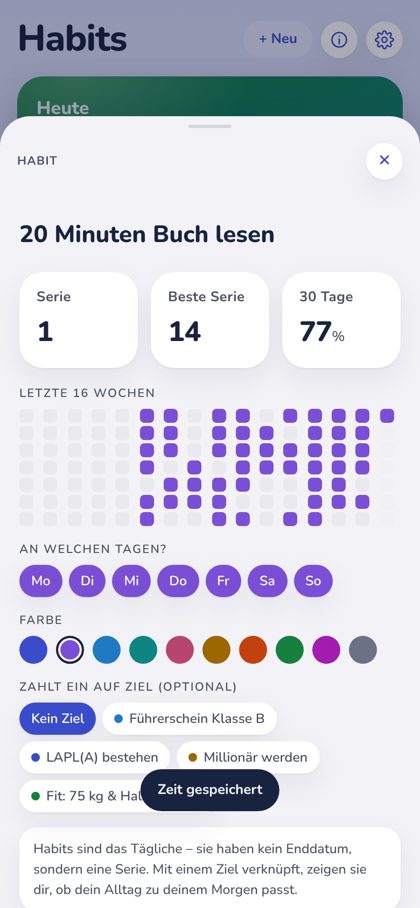 Habits
+ Neu
Heute
HABIT
20 Minuten Buch lesen
Serie
Beste Serie
30 Tage
1
14
77%
LETZTE 16 WOCHEN
AN WELCHEN TAGEN?
Mo Di Mi Do Fr Sa So
FARBE
ZAHLT EIN AUF ZIEL (OPTIONAL)
Kein Ziel
Führerschein Klasse B
LAPL(A) bestehen
Millionär werden
Fit: 75 kg &
Zeit gespeichert
Habits sind das Tägliche – sie haben kein Enddatum,
sondern eine Serie. Mit einem Ziel verknüpft, zeigen sie
dir, ob dein Alltag zu deinem Morgen passt.